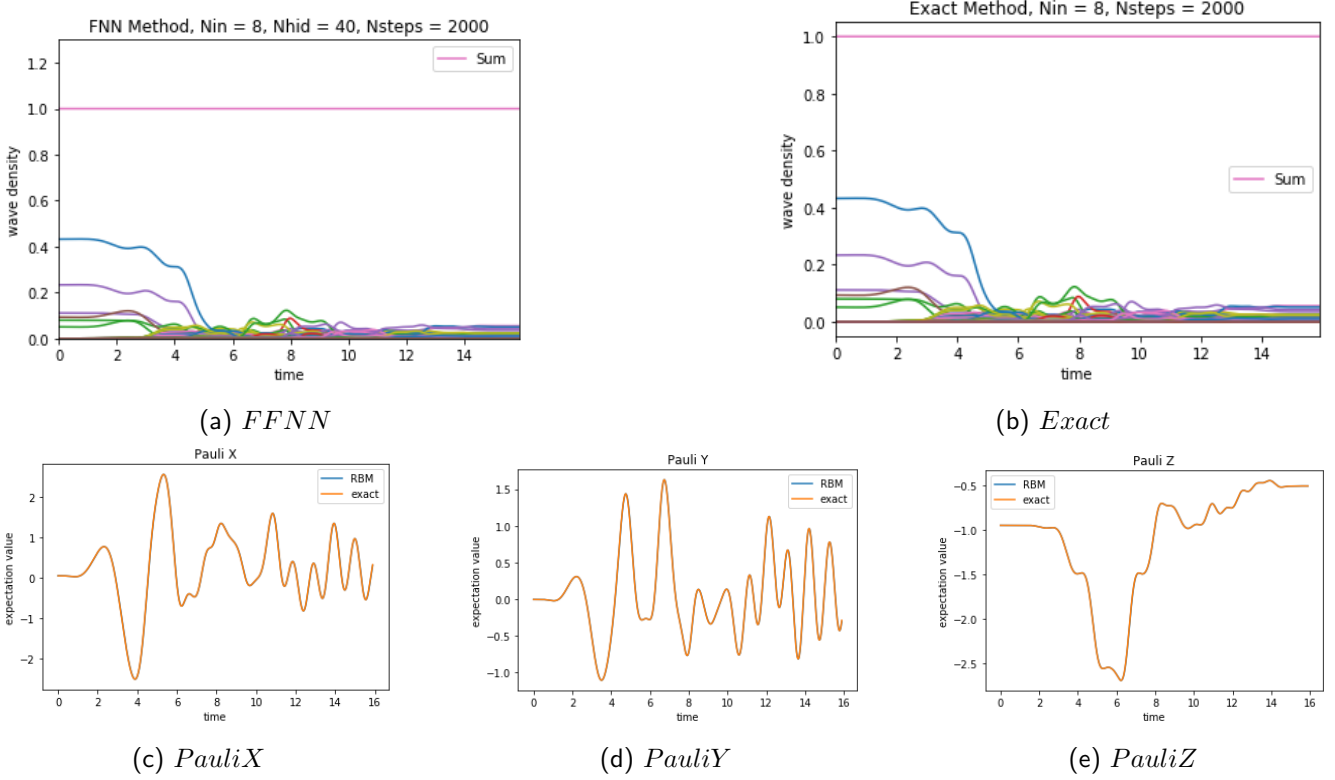 FNN Method, Nin = 8, Nhid = 40, Nsteps = 2000
1.2
1.0
0.8
0.6
0.4
0.2
0.0
wave density
Sum
0 2 4 6 8 10 12 14
time
(a) FFNN
Exact Method, Nin = 8, Nsteps = 2000
1.0
0.8
0.6
0.4
0.2
0.0
wave density
Sum
0 2 4 6 8 10 12 14
time
(b) Exact
Pauli X
2
1
0
−1
−2
expectation value
RBM
exact
0 2 4 6 8 10 12 14 16
time
(c) PauliX
Pauli Y
1.5
1.0
0.5
0.0
−0.5
−1.0
expectation value
RBM
exact
0 2 4 6 8 10 12 14 16
time
(d) PauliY
Pauli Z
−0.5
−1.0
−1.5
−2.0
−2.5
expectation value
RBM
exact
0 2 4 6 8 10 12 14 16
time
(e) PauliZ